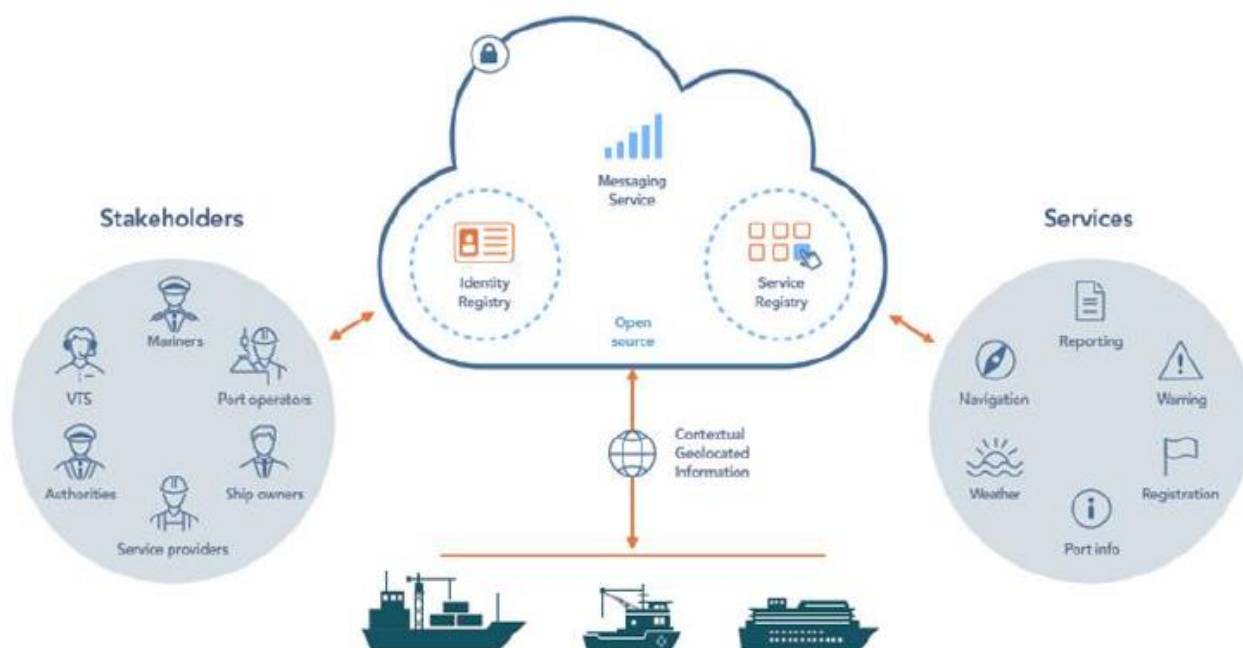 Messaging
Service
Identity
Registry
Service
Registry
Open
source
Stakeholders
Mariners
VTS
Port operators
Authorities
Ship owners
Service providers
Services
Reporting
Navigation
Warning
Weather
Registration
Port info
Contextual
Geolocated
Information